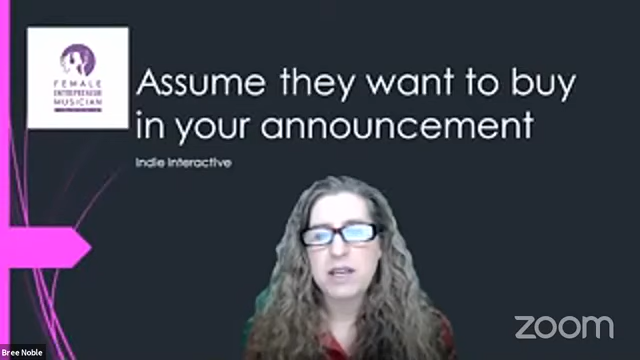 FEMALE
ENTREPRENEUR
MUSICIAN
Assume they want to buy
in your announcement
Indie Interactive
zoom
Bree Noble